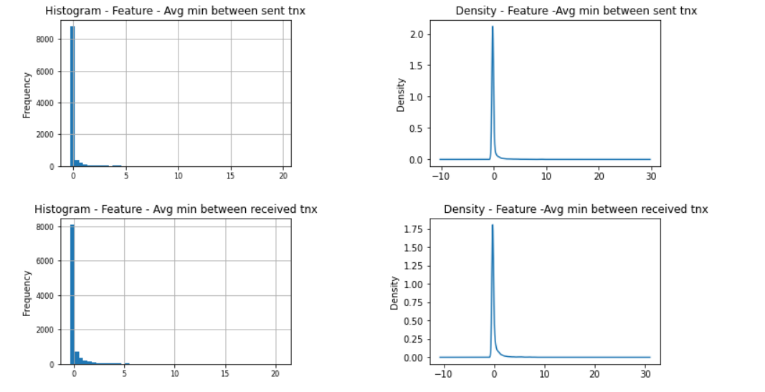 Histogram - Feature - Avg min between sent tnx
Frequency
8000
6000
4000
2000
0
0 5 10 15 20
Density - Feature -Avg min between sent tnx
Density
2.0
1.5
1.0
0.5
0.0
−10 0 10 20 30
Histogram - Feature - Avg min between received tnx
Frequency
8000
6000
4000
2000
0
0 5 10 15 20
Density - Feature -Avg min between received tnx
Density
1.75
1.50
1.25
1.00
0.75
0.50
0.25
0.00
−10 0 10 20 30